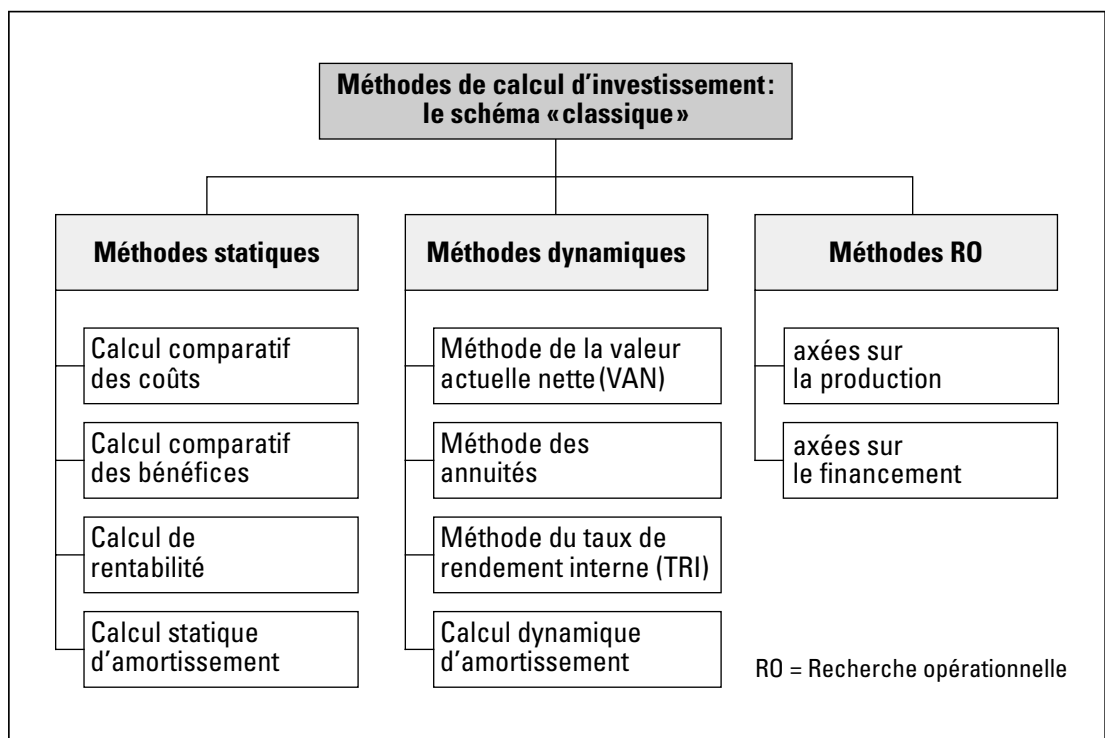 Méthodes de calcul d’investissement:
le schéma «classique»
Méthodes statiques
Calcul comparatif
des coûts
Calcul comparatif
des bénéfices
Calcul de
rentabilité
Calcul statique
d’amortissement
Méthodes dynamiques
Méthode de la valeur
actuelle nette (VAN)
Méthode des
annuités
Méthode du taux de
rendement interne (TRI)
Calcul dynamique
d’amortissement
Méthodes RO
axées sur
la production
axées sur
le financement
RO = Recherche opérationnelle